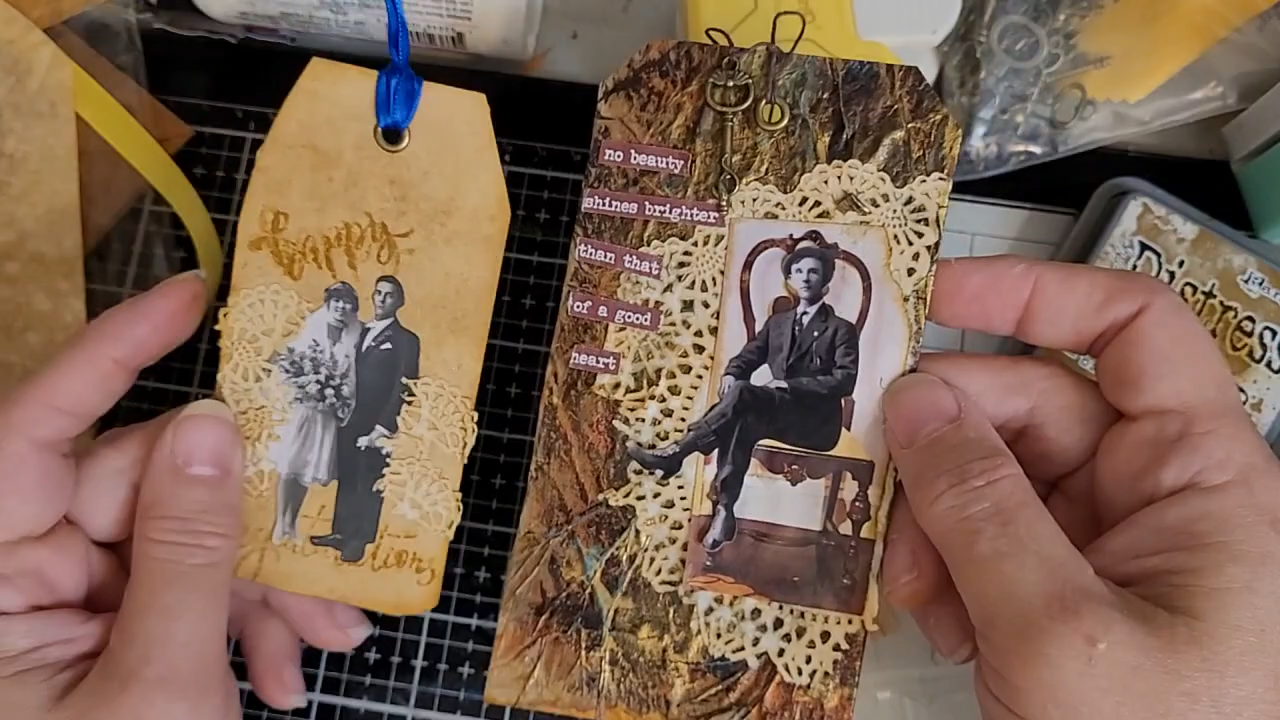 happy
no beauty
shines brighter
than that
of a good
heart
Distress